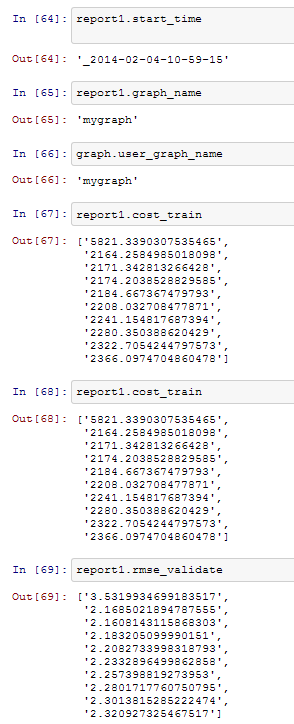 In [64]: report1.start_time
Out[64]: '_2014-02-04-10-59-15'
In [65]: report1.graph_name
Out[65]: 'mygraph'
In [66]: graph.user_graph_name
Out[66]: 'mygraph'
In [67]: report1.cost_train
Out[67]: ['5821.3390307535465',
'2164.2584985018098',
'2171.342813266428',
'2174.2038528829585',
'2184.667367479793',
'2208.032708477871',
'2241.154817687394',
'2280.350388620429',
'2322.7054244797573',
'2366.0974704860478']
In [68]: report1.cost_train
Out[68]: ['5821.3390307535465',
'2164.2584985018098',
'2171.342813266428',
'2174.2038528829585',
'2184.667367479793',
'2208.032708477871',
'2241.154817687394',
'2280.350388620429',
'2322.7054244797573',
'2366.0974704860478']
In [69]: report1.rmse_validate
Out[69]: ['3.5319934699183517',
'2.1685021894787555',
'2.1608143115868303',
'2.183205099990151',
'2.2082733998318793',
'2.2332896499862858',
'2.257398819273953',
'2.2801717760750795',
'2.3013815285222474',
'2.320927325467517']